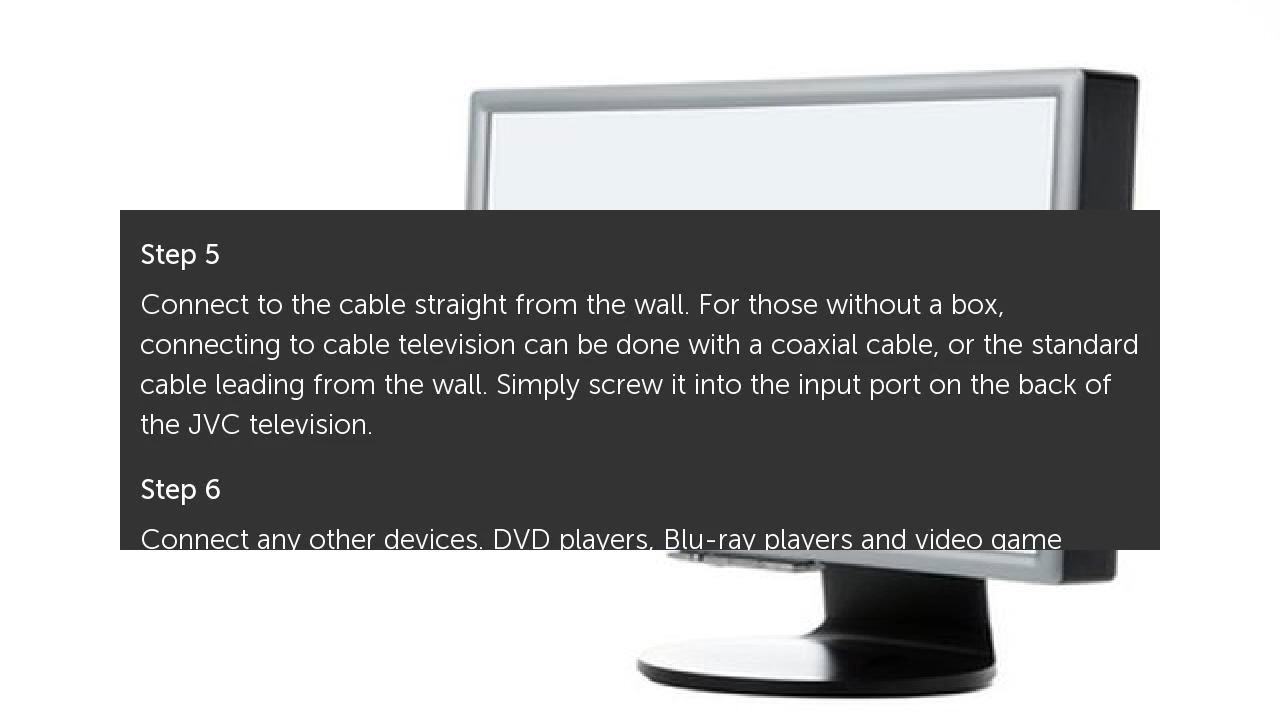 Step 5
Connect to the cable straight from the wall. For those without a box,
connecting to cable television can be done with a coaxial cable, or the standard
cable leading from the wall. Simply screw it into the input port on the back of
the JVC television.
Step 6
Connect any other devices. DVD players, Blu-ray players and video game